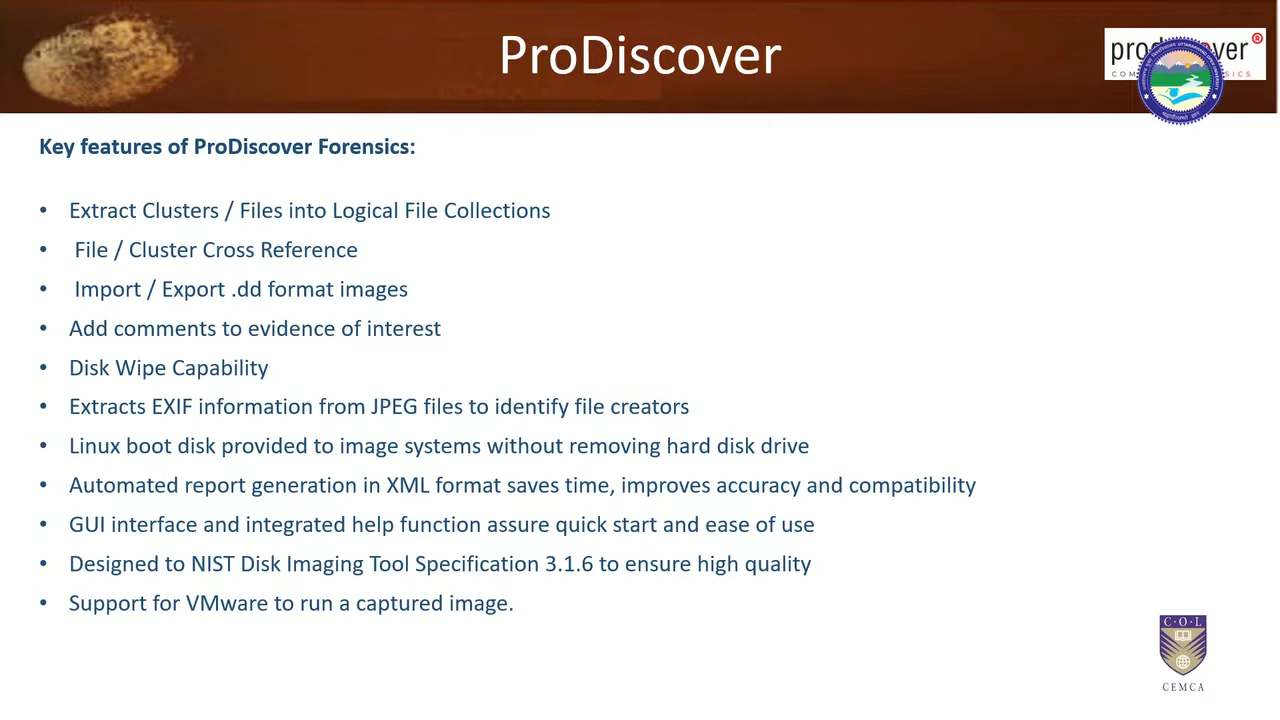 ProDiscover
Key features of ProDiscover Forensics:
• Extract Clusters / Files into Logical File Collections
• File / Cluster Cross Reference
• Import / Export .dd format images
• Add comments to evidence of interest
• Disk Wipe Capability
• Extracts EXIF information from JPEG files to identify file creators
• Linux boot disk provided to image systems without removing hard disk drive
• Automated report generation in XML format saves time, improves accuracy and compatibility
• GUI interface and integrated help function assure quick start and ease of use
• Designed to NIST Disk Imaging Tool Specification 3.1.6 to ensure high quality
• Support for VMware to run a captured image.
C·O·L
CEMCA